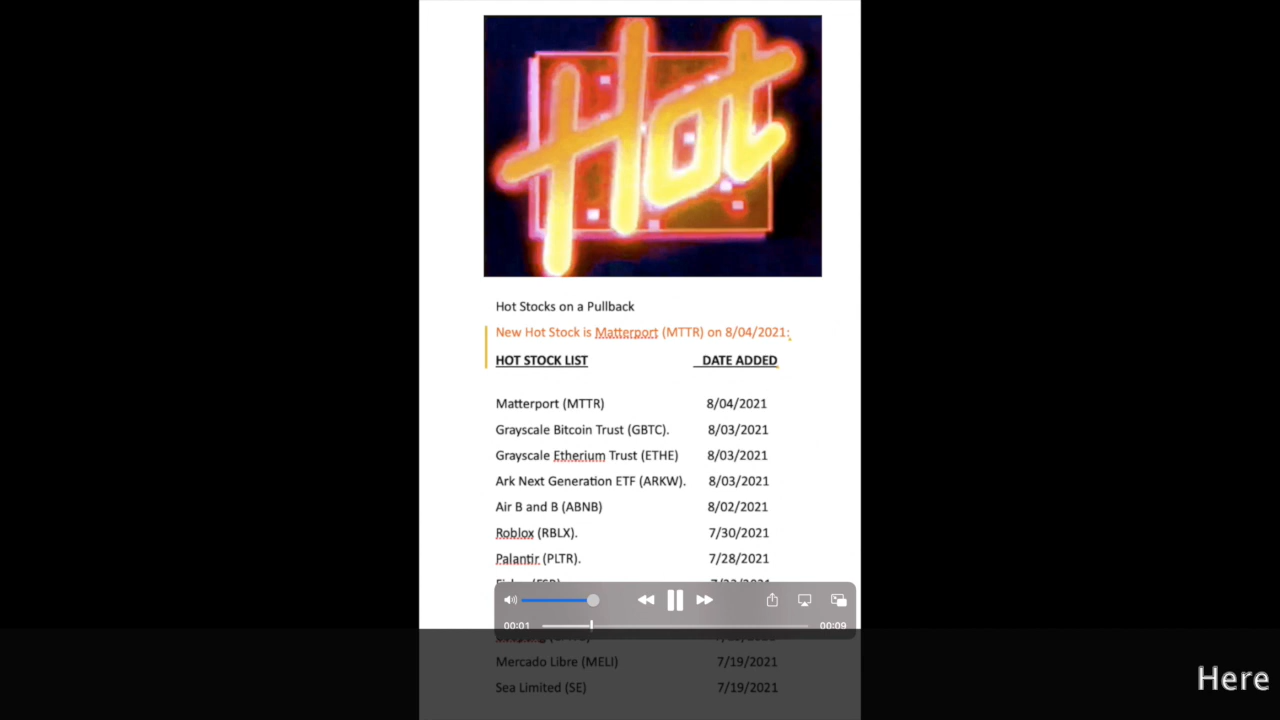 Hot
Hot Stocks on a Pullback
New Hot Stock is Matterport (MTTR) on 8/04/2021:
HOT STOCK LIST DATE ADDED
Matterport (MTTR) 8/04/2021
Grayscale Bitcoin Trust (GBTC). 8/03/2021
Grayscale Etherium Trust (ETHE) 8/03/2021
Ark Next Generation ETF (ARKW). 8/03/2021
Air B and B (ABNB) 8/02/2021
Roblox (RBLX). 7/30/2021
Palantir (PLTR). 7/28/2021
00:01 00:09
Mercado Libre (MELI) 7/19/2021
Sea Limited (SE) 7/19/2021
Here